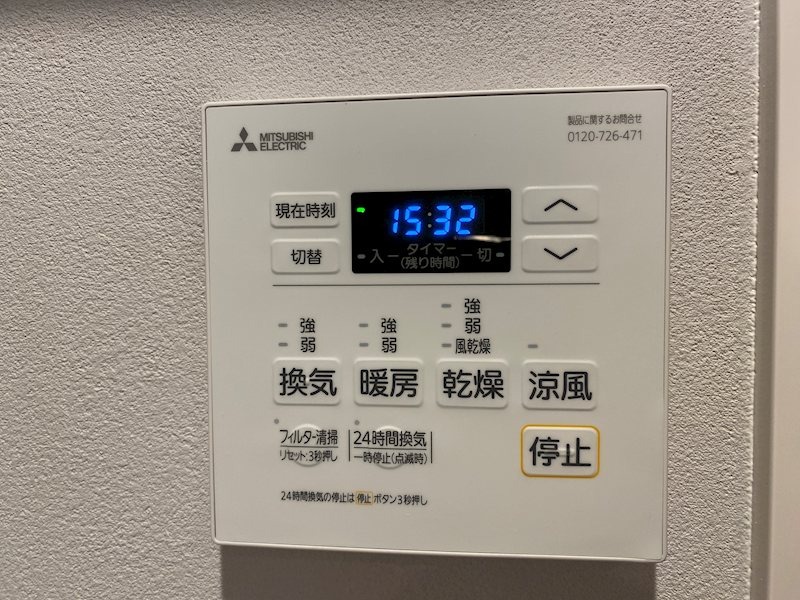 MITSUBISHI
ELECTRIC
製品に関するお問合せ
0120-726-471
現在時刻
15:32
切替
入 タイマー 切
(残り時間)
強
弱
強
弱
強
弱
風乾燥
換気
暖房
乾燥
涼風
フィルター清掃
リセット:3秒押し
24時間換気
一時停止(点滅時)
停止
24時間換気の停止は 停止 ボタン3秒押し